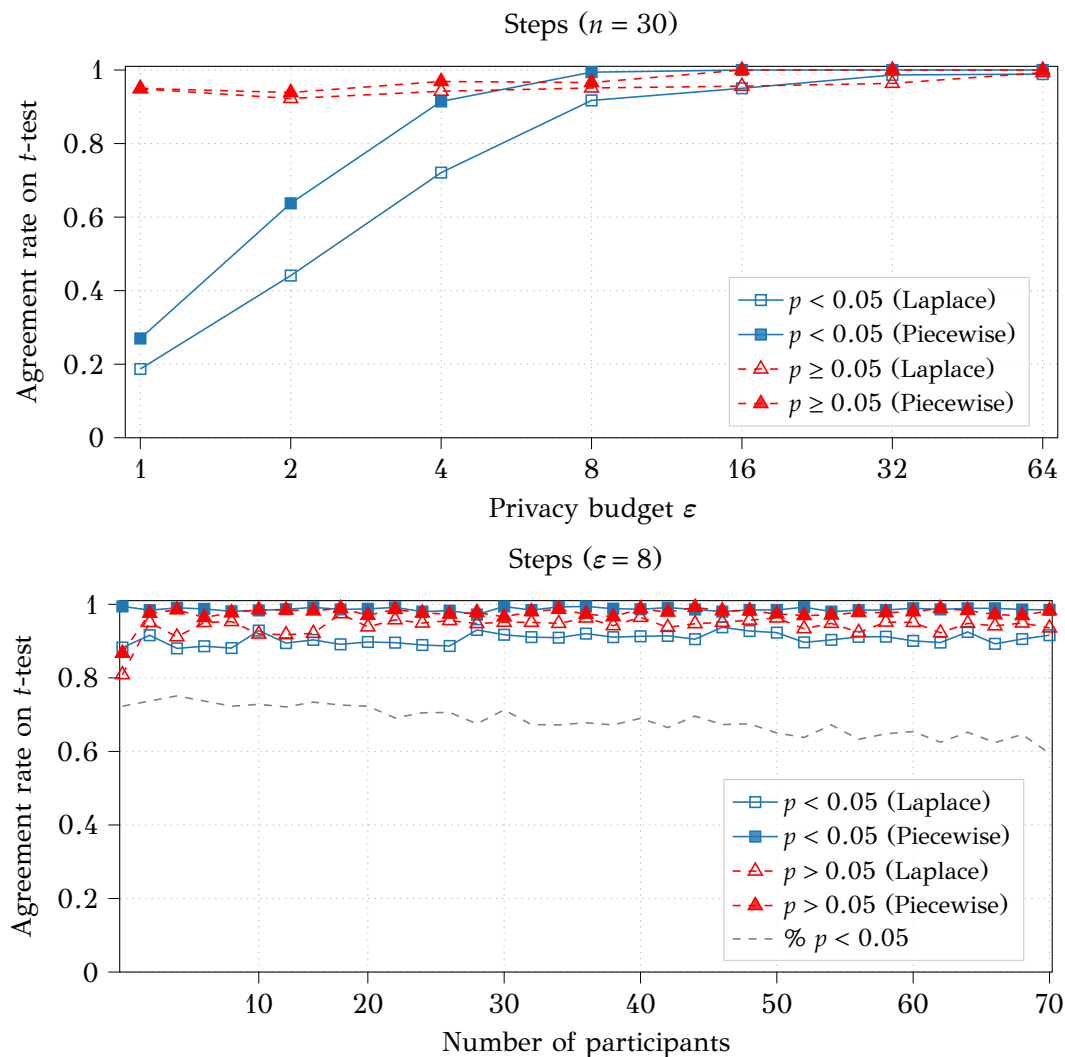 Steps (n = 30)
Agreement rate on t-test
1
0.8
0.6
0.4
0.2
0
p < 0.05 (Laplace)
p < 0.05 (Piecewise)
p ≥ 0.05 (Laplace)
p ≥ 0.05 (Piecewise)
1 2 4 8 16 32 64
Privacy budget ε
Steps (ε = 8)
Agreement rate on t-test
1
0.8
0.6
0.4
0.2
0
p < 0.05 (Laplace)
p < 0.05 (Piecewise)
p > 0.05 (Laplace)
p > 0.05 (Piecewise)
% p < 0.05
10 20 30 40 50 60 70
Number of participants